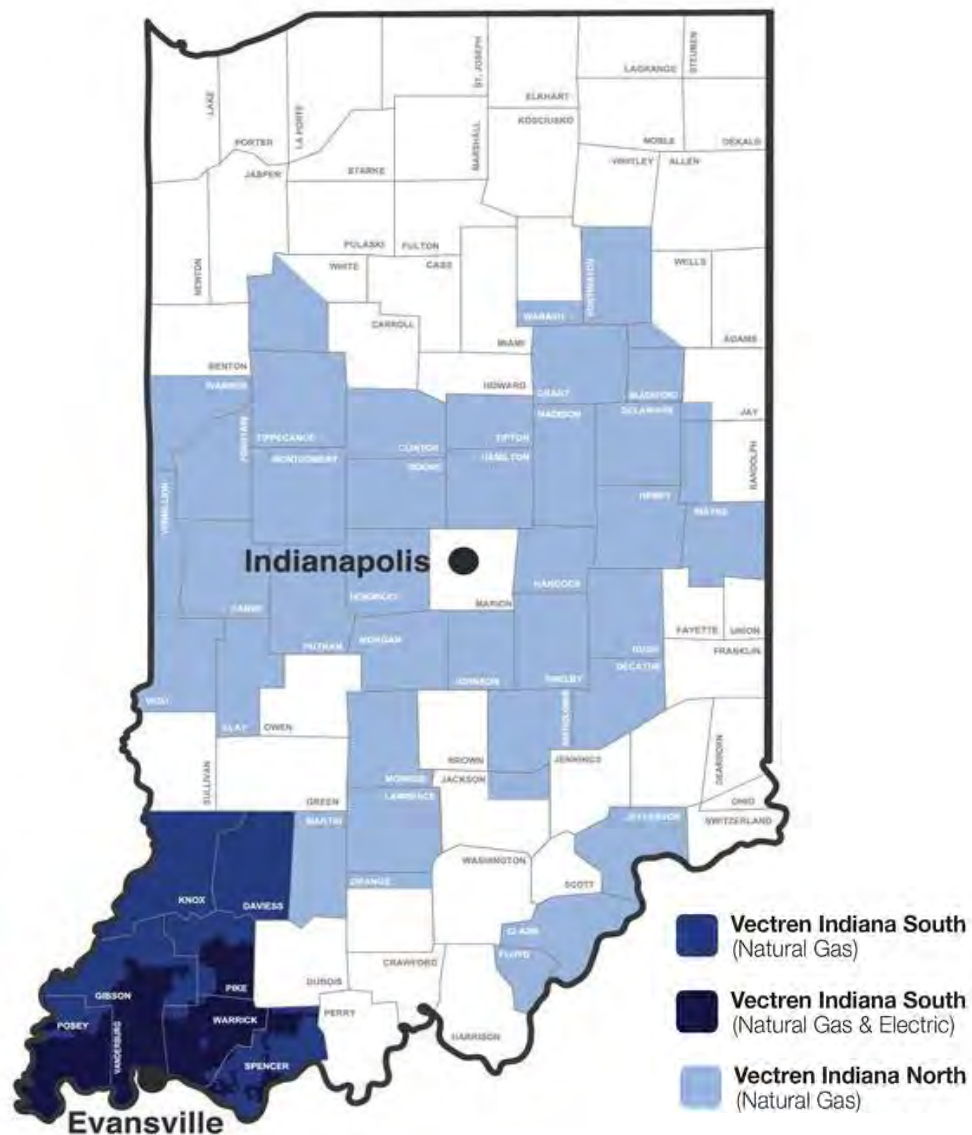 LAKE
PORTER
LA PORTE
ST. JOSEPH
ELKHART
LAGRANGE
STEUBEN
JASPER
STARKE
MARSHALL
KOSCIUSKO
NOBLE
DEKALB
WHITLEY
ALLEN
NEWTON
PULASKI
FULTON
WHITE
CASS
MIAMI
WABASH
HUNTINGTON
WELLS
ADAMS
CARROLL
BENTON
HOWARD
GRANT
BLACKFORD
JAY
WARREN
FOUNTAIN
TIPPECANOE
CLINTON
TIPTON
MADISON
DELAWARE
RANDOLPH
MONTGOMERY
BOONE
HAMILTON
VERMILLION
HENRY
WAYNE
Indianapolis
HENDRICKS
MARION
HANCOCK
PARKE
PUTNAM
MORGAN
JOHNSON
SHELBY
RUSH
FAYETTE
UNION
FRANKLIN
DECATUR
VIGO
CLAY
OWEN
BARTHOLOMEW
BROWN
MONROE
JACKSON
JENNINGS
DEARBORN
OHIO
SWITZERLAND
SULLIVAN
GREEN
LAWRENCE
MARTIN
JEFFERSON
WASHINGTON
SCOTT
ORANGE
KNOX
DAVIESS
CLARK
FLOYD
DUBOIS
CRAWFORD
PERRY
HARRISON
GIBSON
PIKE
POSEY
VANDERBURG
WARRICK
SPENCER
Evansville
Vectren Indiana South
(Natural Gas)
Vectren Indiana South
(Natural Gas & Electric)
Vectren Indiana North
(Natural Gas)